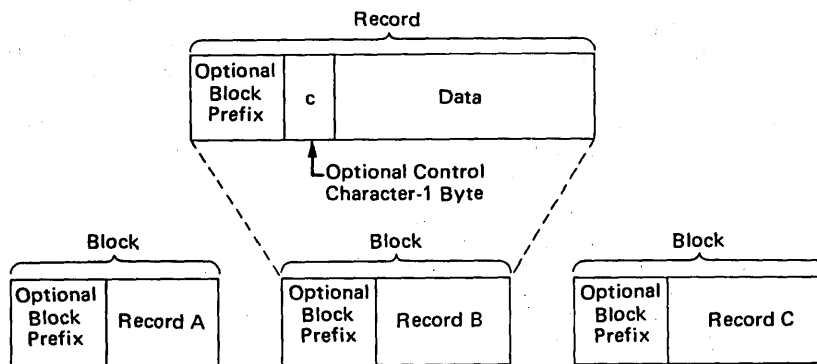 Record
Optional
Block
Prefix
c
Data
Optional Control
Character-1 Byte
Block
Block
Block
Optional
Block
Prefix
Record A
Optional
Block
Prefix
Record B
Optional
Block
Prefix
Record C